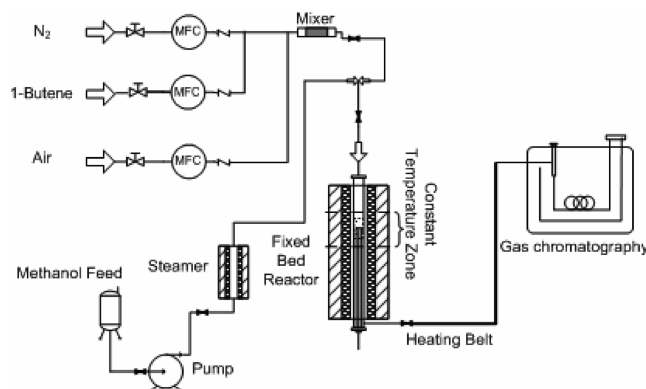 N2
MFC
Mixer
1-Butene
MFC
Air
MFC
Constant
Temperature Zone
Fixed
Bed
Reactor
Steamer
Gas chromatography
Methanol Feed
Heating Belt
Pump